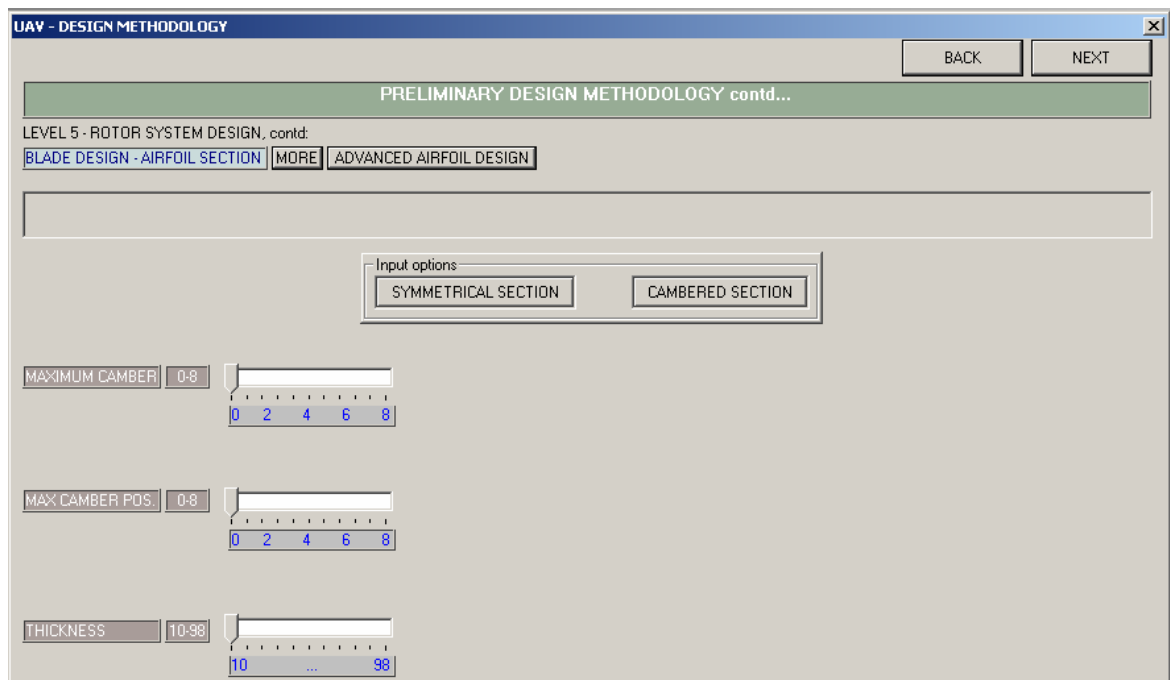 UAV - DESIGN METHODOLOGY
BACK NEXT
PRELIMINARY DESIGN METHODOLOGY contd...
LEVEL 5 - ROTOR SYSTEM DESIGN, contd:
BLADE DESIGN - AIRFOIL SECTION MORE ADVANCED AIRFOIL DESIGN
Input options
SYMMETRICAL SECTION CAMBERED SECTION
MAXIMUM CAMBER 0-8
0 2 4 6 8
MAX CAMBER POS. 0-8
0 2 4 6 8
THICKNESS 10-98
10 ... 98